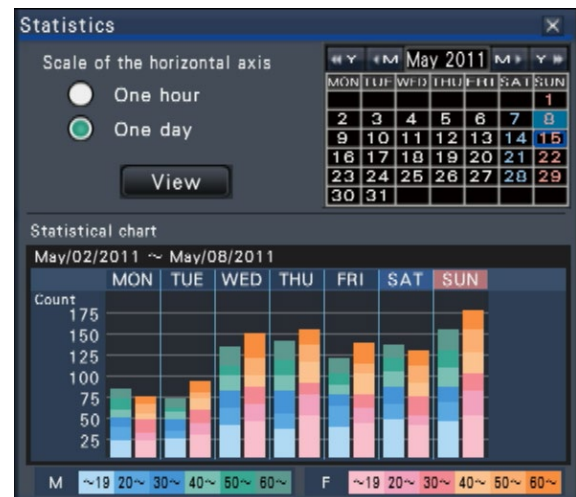 Statistics ×
Scale of the horizontal axis
One hour
One day
View
Y M May 2011 M Y
MON TUE WED THU FRI SAT SUN
1
2 3 4 5 6 7 8
9 10 11 12 13 14 15
16 17 18 19 20 21 22
23 24 25 26 27 28 29
30 31
Statistical chart
May/02/2011 ~ May/08/2011
MON TUE WED THU FRI SAT SUN
Count
175
150
125
100
75
50
25
M ~19 20~ 30~ 40~ 50~ 60~ F ~19 20~ 30~ 40~ 50~ 60~